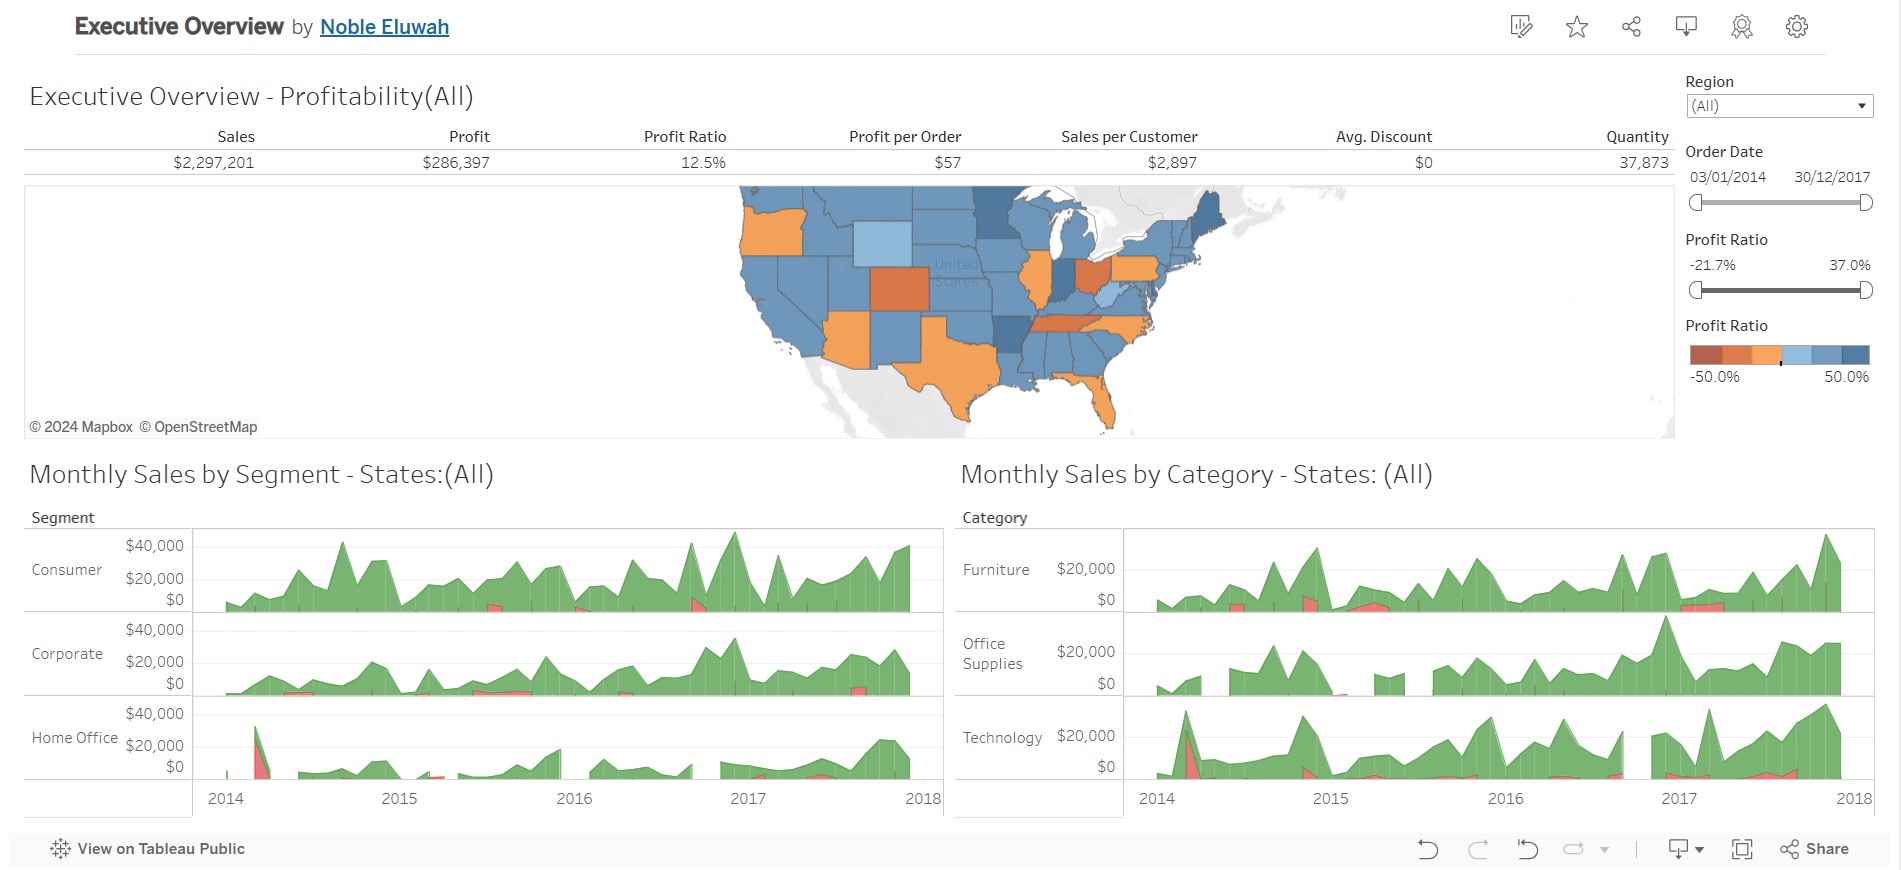 Executive Overview by Noble Eluwah
Executive Overview - Profitability(All)
Sales Profit Profit Ratio Profit per Order Sales per Customer Avg. Discount Quantity
$2,297,201 $286,397 12.5% $57 $2,897 $0 37,873
Region
(All)
Order Date
03/01/2014 30/12/2017
Profit Ratio
-21.7% 37.0%
Profit Ratio
-50.0% 50.0%
United
States
© 2024 Mapbox © OpenStreetMap
Monthly Sales by Segment - States:(All)
Segment
Consumer
$40,000
$20,000
$0
Corporate
$40,000
$20,000
$0
Home Office
$40,000
$20,000
$0
2014 2015 2016 2017 2018
Monthly Sales by Category - States: (All)
Category
Furniture
$20,000
$0
Office
Supplies
$20,000
$0
Technology
$20,000
$0
2014 2015 2016 2017 2018
View on Tableau Public
Share